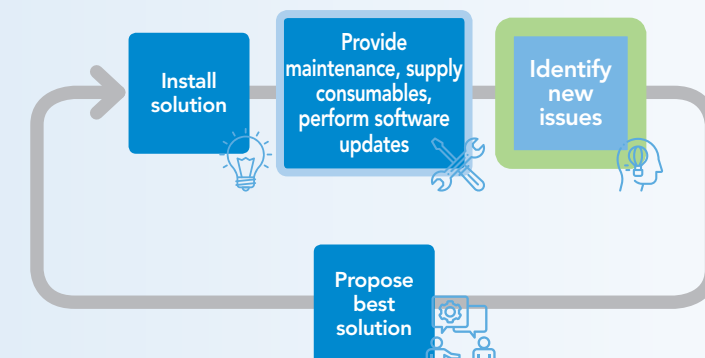 Install
solution
Provide
maintenance, supply
consumables,
perform software
updates
Identify
new
issues
Propose
best
solution